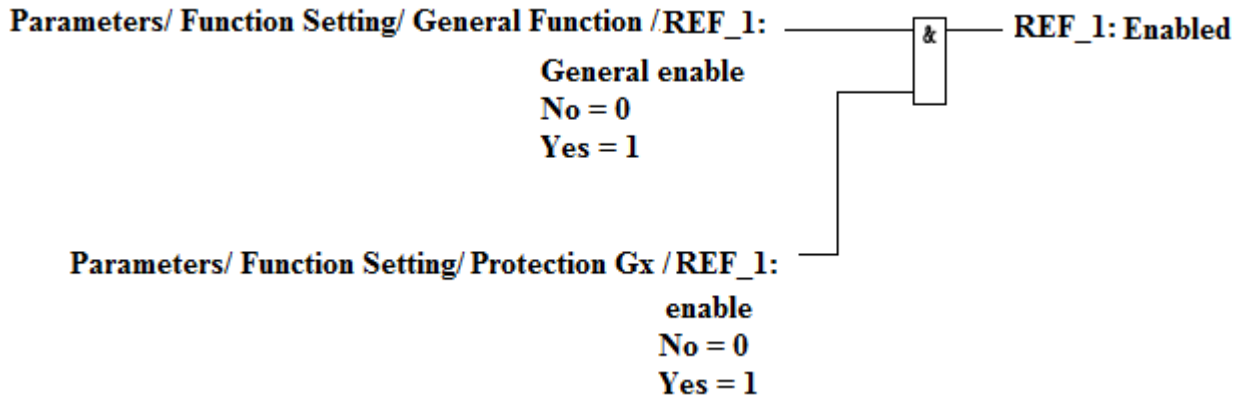 Parameters/ Function Setting/ General Function /REF_1:
General enable
No = 0
Yes = 1
&
REF_1: Enabled
Parameters/ Function Setting/ Protection Gx /REF_1:
enable
No = 0
Yes = 1